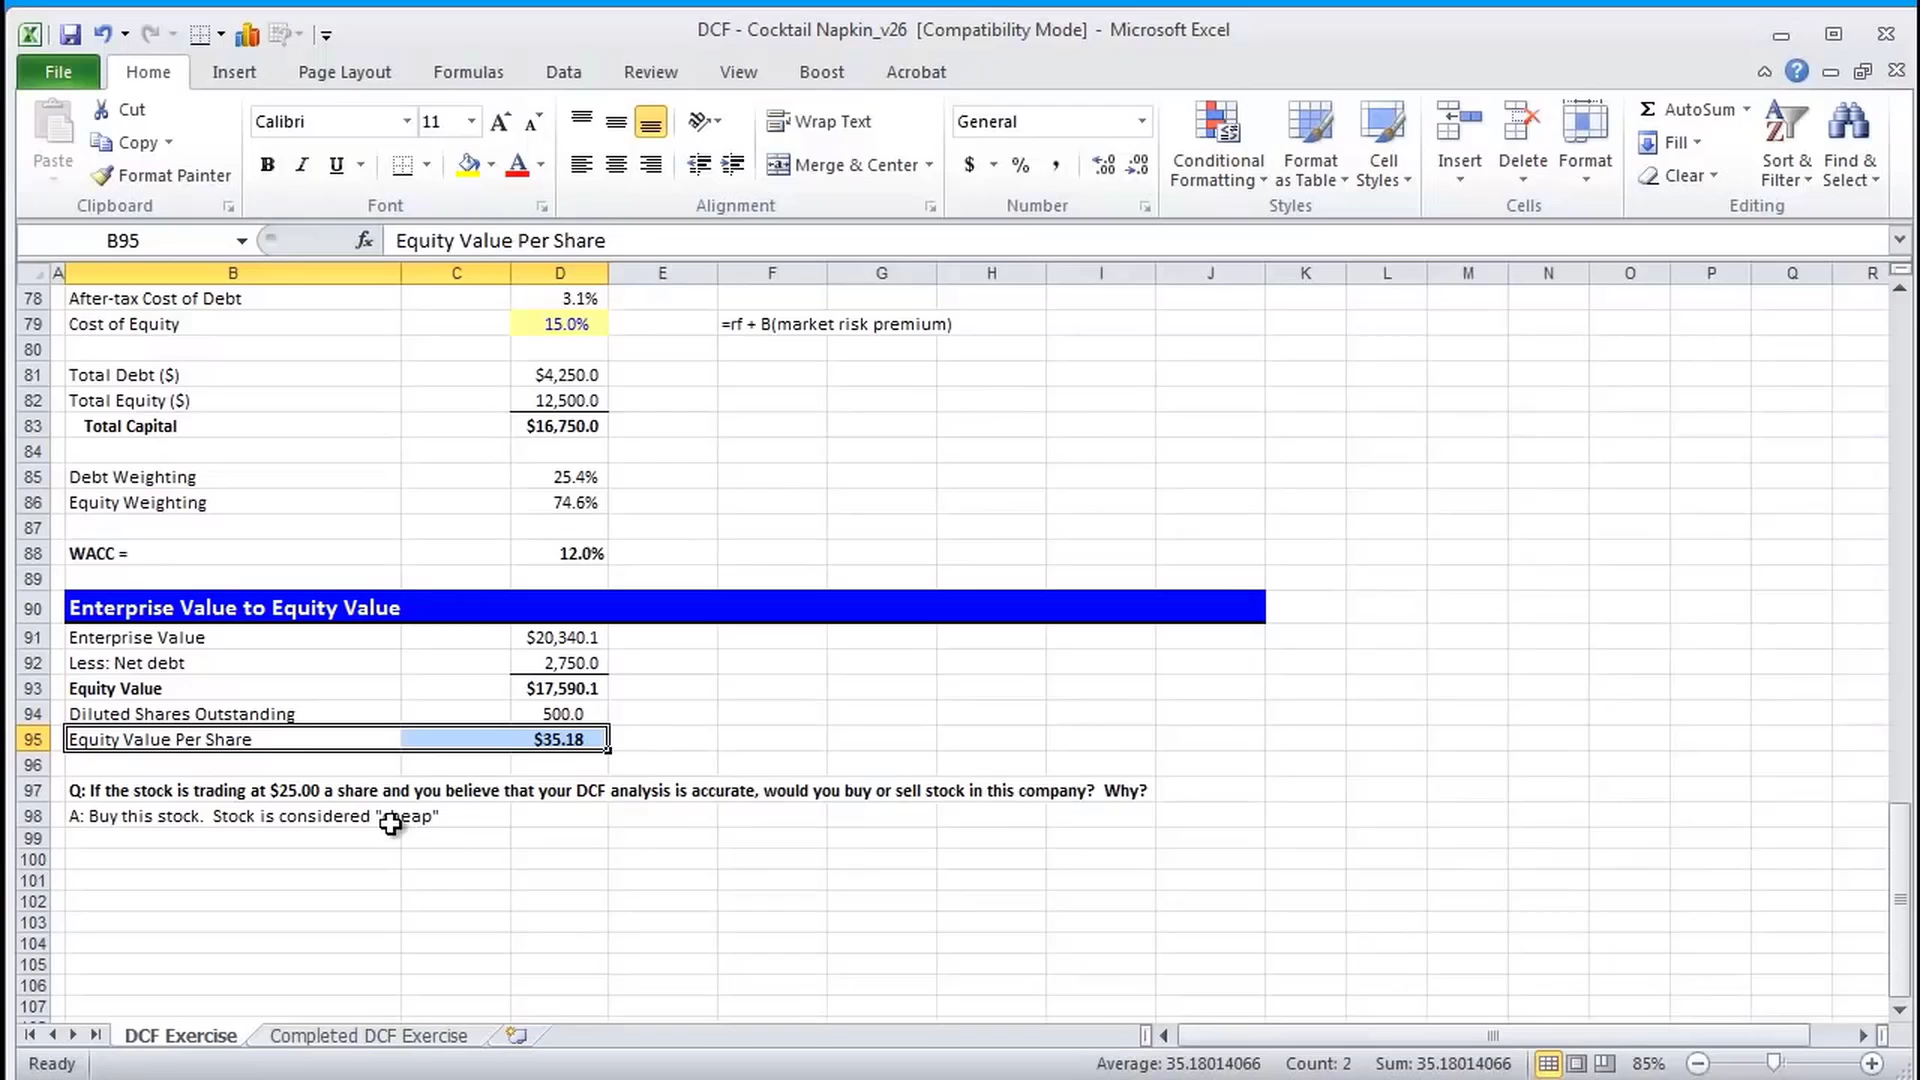 DCF - Cocktail Napkin_v26 [Compatibility Mode] - Microsoft Excel
File Home Insert Page Layout Formulas Data Review View Boost Acrobat
Paste
Cut
Copy
Format Painter
Calibri 11
B I U A
Wrap Text
Merge & Center
General
$ % ,
Conditional Formatting
Format as Table
Cell Styles
Insert
Delete
Format
Σ AutoSum
Fill
Clear
Sort & Filter
Find & Select
Clipboard Font Alignment Number Styles Cells Editing
B95 fx Equity Value Per Share
A B C D E F G H I J K L M N O P Q R
78 After-tax Cost of Debt 3.1%
79 Cost of Equity 15.0% =rf + B(market risk premium)
80
81 Total Debt ($) $4,250.0
82 Total Equity ($) 12,500.0
83 Total Capital $16,750.0
84
85 Debt Weighting 25.4%
86 Equity Weighting 74.6%
87
88 WACC = 12.0%
89
90 Enterprise Value to Equity Value
91 Enterprise Value $20,340.1
92 Less: Net debt 2,750.0
93 Equity Value $17,590.1
94 Diluted Shares Outstanding 500.0
95 Equity Value Per Share $35.18
96
97 Q: If the stock is trading at $25.00 a share and you believe that your DCF analysis is accurate, would you buy or sell stock in this company? Why?
98 A: Buy this stock. Stock is considered
99
100
101
102
103
104
105
106
107
DCF Exercise Completed DCF Exercise
Ready Average: 35.18014066 Count: 2 Sum: 35.18014066 85%